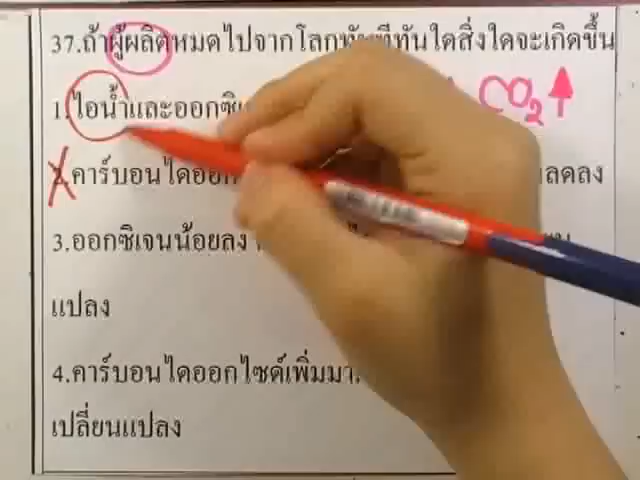 37.ถ้าผู้ผลิตหมดไปจากโลกทันทีทันใดสิ่งใดจะเกิดขึ้น
1.ไอน้ำและออกซิ CO₂
2.คาร์บอนไดออก ลดลง
3.ออกซิเจนน้อยลง
แปลง
4.คาร์บอนไดออกไซด์เพิ่มมา
เปลี่ยนแปลง